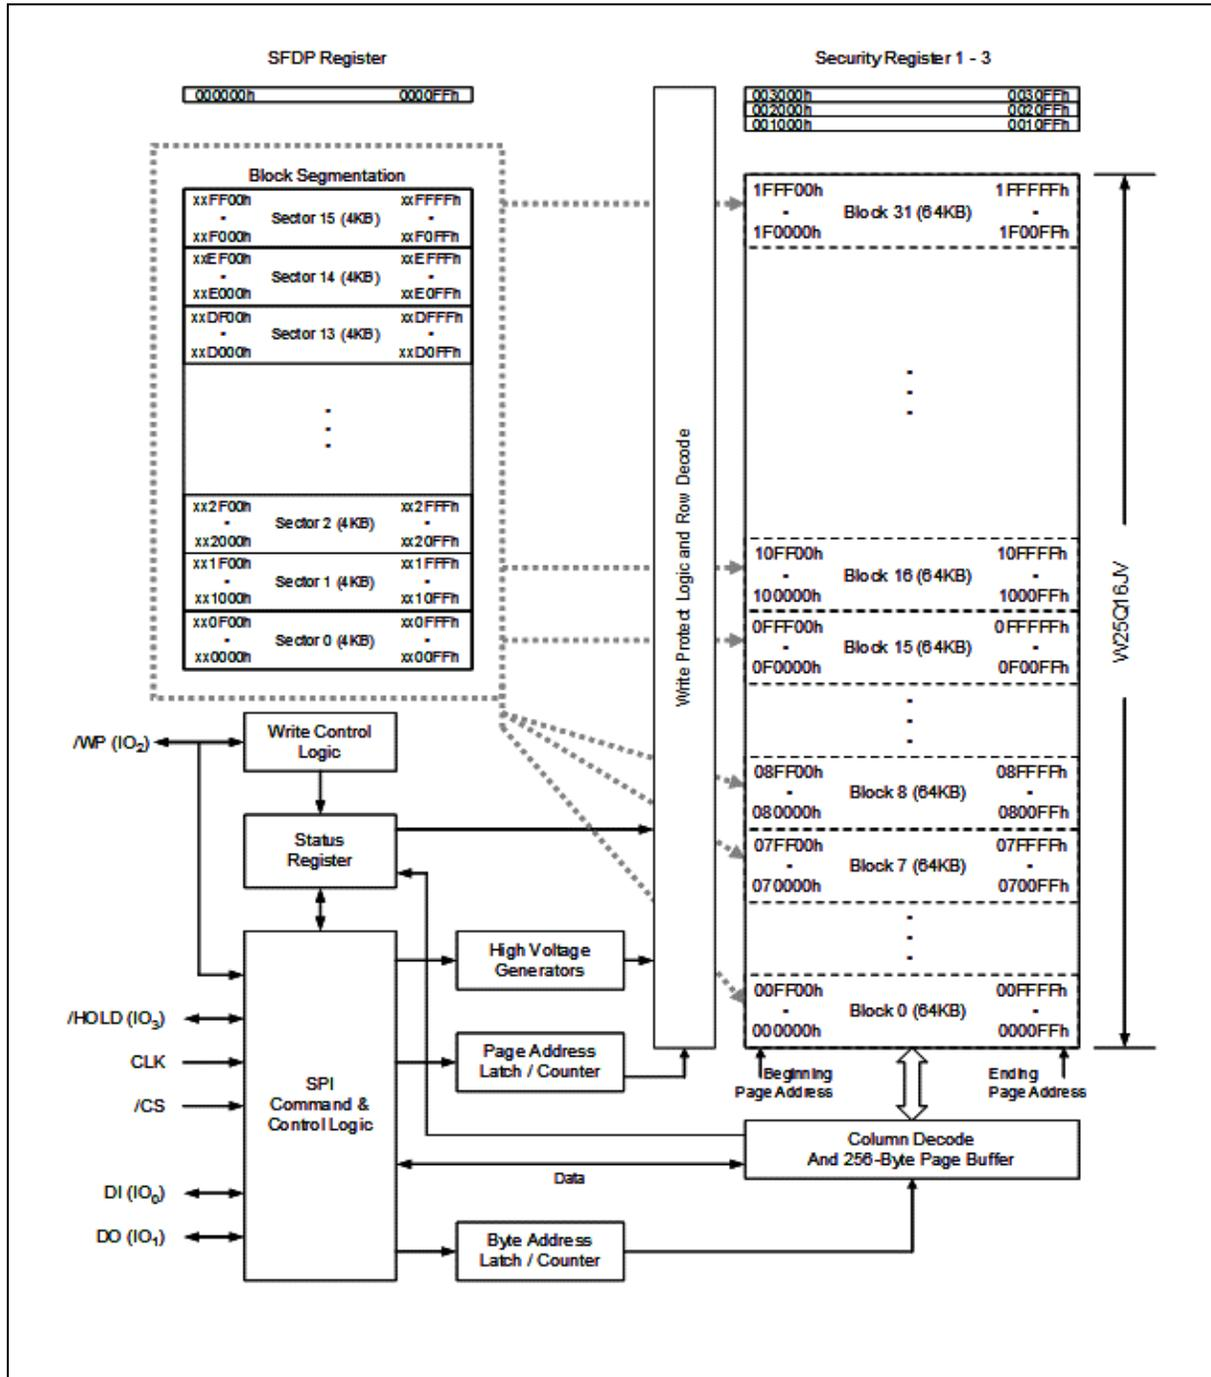 SFDP Register
000000h 0000FFh
Security Register 1 - 3
003000h 0030FFh
002000h 0020FFh
001000h 0010FFh
Block Segmentation
xxFF00h xxFFFFh
- Sector 15 (4KB) -
xxF000h xxF0FFh
xxEF00h xxEFFFh
- Sector 14 (4KB) -
xxE000h xxE0FFh
xxDF00h xxDFFFh
- Sector 13 (4KB) -
xxD000h xxD0FFh
xx2F00h xx2FFFh
- Sector 2 (4KB) -
xx2000h xx20FFh
xx1F00h xx1FFFh
- Sector 1 (4KB) -
xx1000h xx10FFh
xx0F00h xx0FFFh
- Sector 0 (4KB) -
xx0000h xx00FFh
Write Protect Logic and Row Decode
1FFF00h 1FFFFFh
- Block 31 (64KB) -
1F0000h 1F00FFh
10FF00h 10FFFFh
- Block 16 (64KB) -
100000h 1000FFh
0FFF00h 0FFFFFh
- Block 15 (64KB) -
0F0000h 0F00FFh
08FF00h 08FFFFh
- Block 8 (64KB) -
080000h 0800FFh
07FF00h 07FFFFh
- Block 7 (64KB) -
070000h 0700FFh
00FF00h 00FFFFh
- Block 0 (64KB) -
000000h 0000FFh
W25Q16JV
Beginning
Page Address
Ending
Page Address
/WP (IO2)
Write Control
Logic
Status
Register
High Voltage
Generators
/HOLD (IO3)
CLK
/CS
DI (IO0)
DO (IO1)
SPI
Command &
Control Logic
Page Address
Latch / Counter
Column Decode
And 256-Byte Page Buffer
Data
Byte Address
Latch / Counter